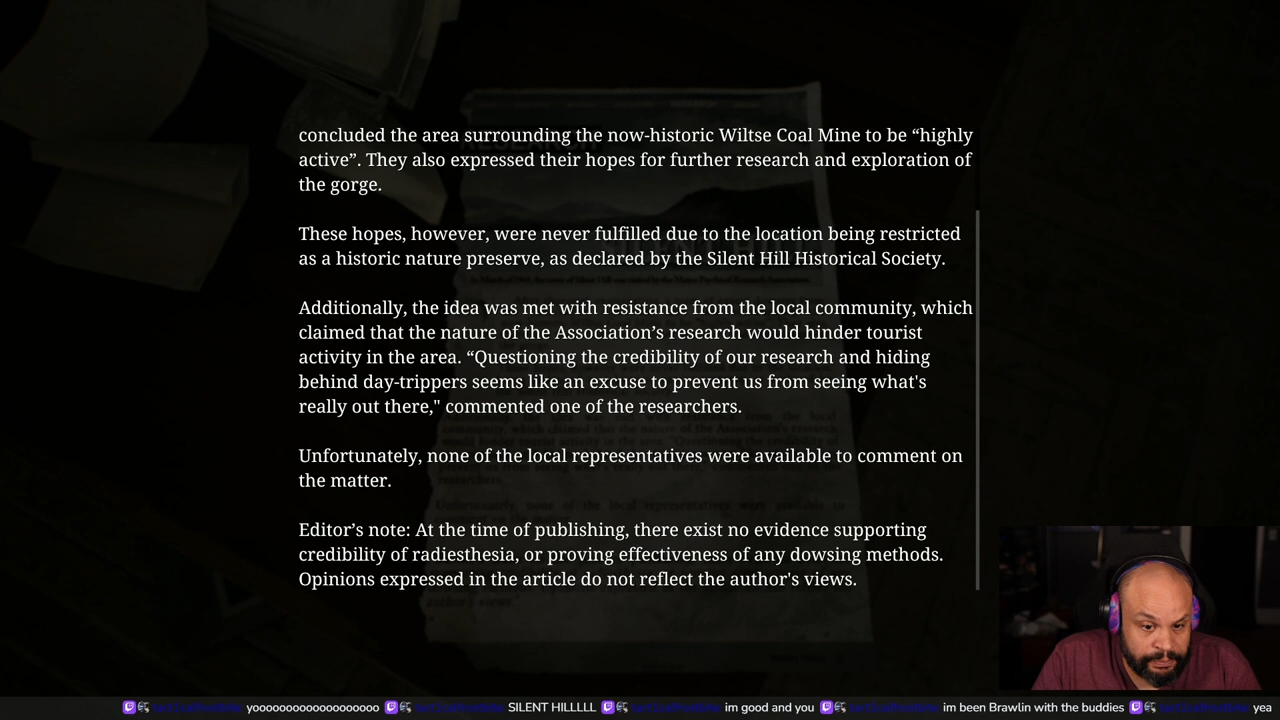 concluded the area surrounding the now-historic Wiltse Coal Mine to be “highly
active”. They also expressed their hopes for further research and exploration of
the gorge.
These hopes, however, were never fulfilled due to the location being restricted
as a historic nature preserve, as declared by the Silent Hill Historical Society.
Additionally, the idea was met with resistance from the local community, which
claimed that the nature of the Association’s research would hinder tourist
activity in the area. “Questioning the credibility of our research and hiding
behind day-trippers seems like an excuse to prevent us from seeing what's
really out there," commented one of the researchers.
Unfortunately, none of the local representatives were available to comment on
the matter.
Editor’s note: At the time of publishing, there exist no evidence supporting
credibility of radiesthesia, or proving effectiveness of any dowsing methods.
Opinions expressed in the article do not reflect the author's views.
yooooooooooooooooooo SILENT HILLLLL im good and you im been Brawlin with the buddies yea